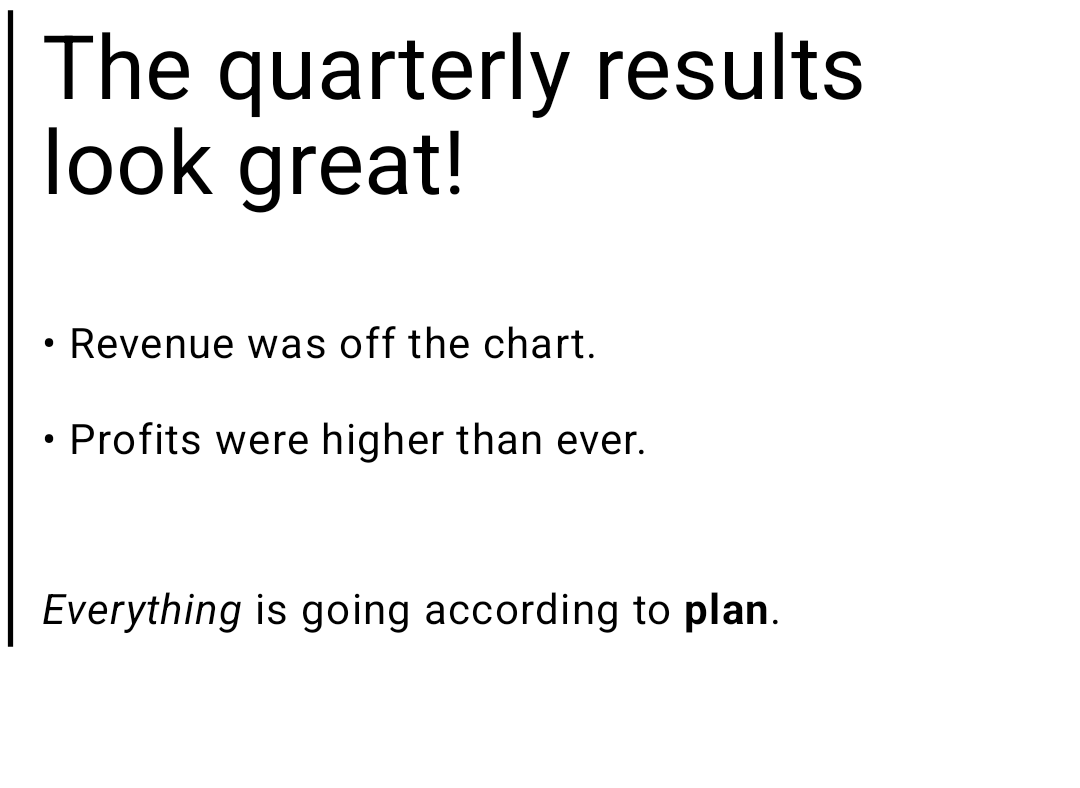 The quarterly results
look great!
• Revenue was off the chart.
• Profits were higher than ever.
Everything is going according to plan.